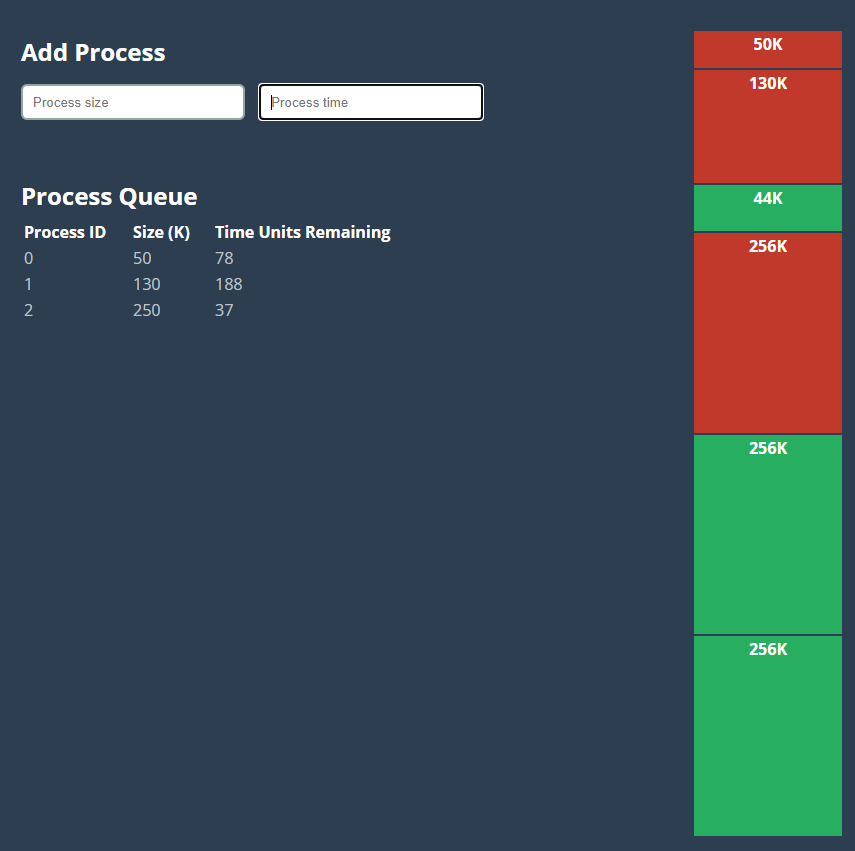 Add Process
Process size
Process time
Process Queue
Process ID Size (K) Time Units Remaining
0 50 78
1 130 188
2 250 37
50K
130K
44K
256K
256K
256K